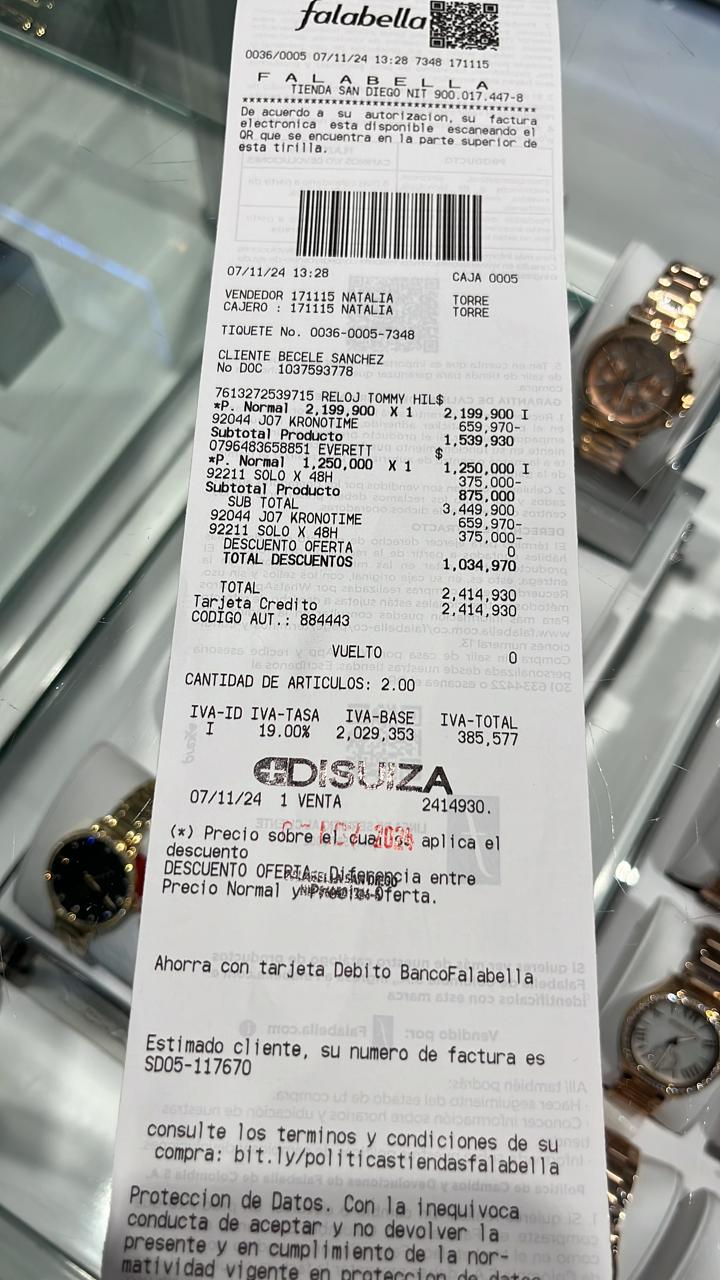 falabella
0036/0005 07/11/24 13:28 7348 171115
F A L A B E L L A
TIENDA SAN DIEGO NIT 900.017.447-8
****************************************
De acuerdo a su autorizacion, su factura
electronica esta disponible escaneando el
QR que se encuentra en la parte superior de
esta tirilla.
07/11/24 13:28 CAJA 0005
VENDEDOR 171115 NATALIA TORRE
CAJERO : 171115 NATALIA TORRE
TIQUETE No. 0036-0005-7348
CLIENTE BECELE SANCHEZ
No DOC 1037593778
7613272539715 RELOJ TOMMY HIL$
*P. Normal 2,199,900 X 1 2,199,900 I
92044 J07 KRONOTIME 659,970-
Subtotal Producto 1,539,930
0796483658851 EVERETT $
*P. Normal 1,250,000 X 1 1,250,000 I
92211 SOLO X 48H 375,000-
Subtotal Producto 875,000
SUB TOTAL 3,449,900
92044 J07 KRONOTIME 659,970-
92211 SOLO X 48H 375,000-
DESCUENTO OFERTA 0
TOTAL DESCUENTOS 1,034,970
TOTAL 2,414,930
Tarjeta Credito 2,414,930
CODIGO AUT.: 884443
VUELTO 0
CANTIDAD DE ARTICULOS: 2.00
IVA-ID IVA-TASA IVA-BASE IVA-TOTAL
I 19.00% 2,029,353 385,577
DISUIZA
07/11/24 1 VENTA 2414930.
(*) Precio sobre el cual se aplica el
descuento
DESCUENTO OFERTA: Diferencia entre
Precio Normal y Precio Oferta.
Ahorra con tarjeta Debito BancoFalabella
Estimado cliente, su numero de factura es
SD05-117670
consulte los terminos y condiciones de su
compra: bit.ly/politicastiendasfalabella
Proteccion de Datos. Con la inequivoca
conducta de aceptar y no devolver la
presente y en cumplimiento de la nor-
matividad vigente en proteccion de datos